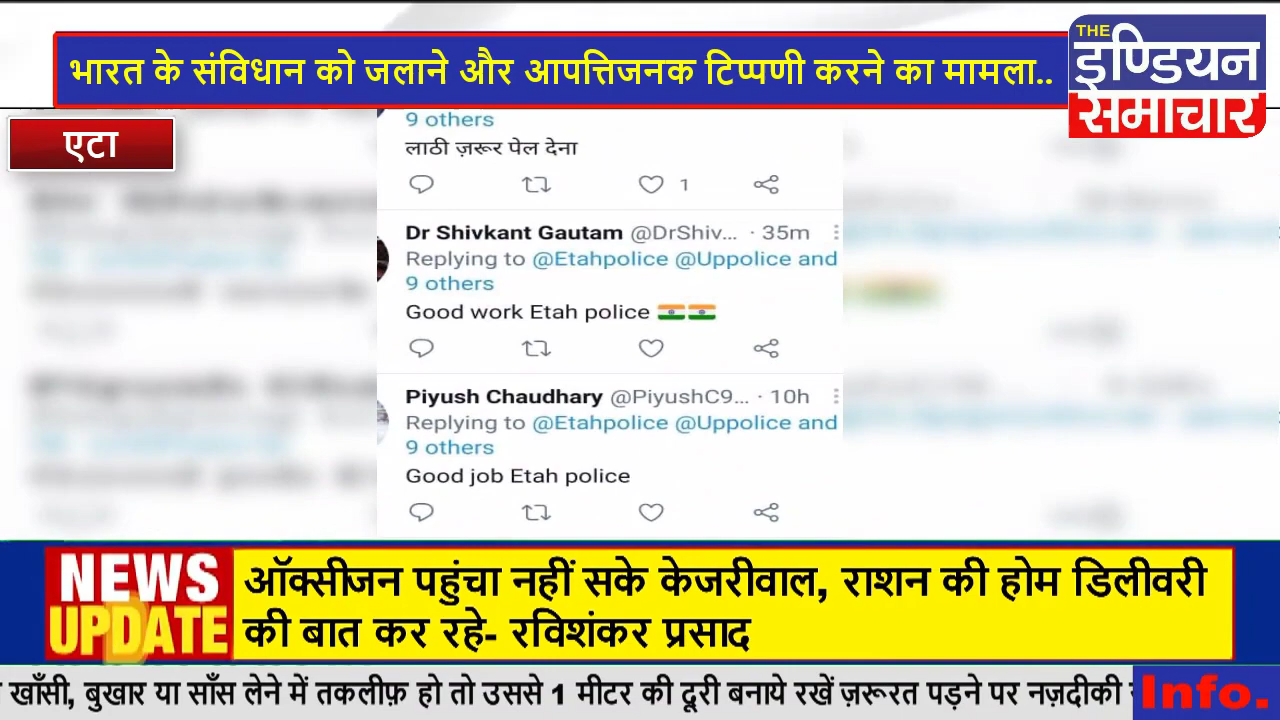 भारत के संविधान को जलाने और आपत्तिजनक टिप्पणी करने का मामला..
THE
इण्डियन
समाचार
एटा
9 others
लाठी ज़रूर पेल देना
1
Dr Shivkant Gautam @DrShiv... · 35m
Replying to @Etahpolice @Uppolice and
9 others
Good work Etah police 🇮🇳🇮🇳
Piyush Chaudhary @PiyushC9... · 10h
Replying to @Etahpolice @Uppolice and
9 others
Good job Etah police
NEWS
UPDATE
ऑक्सीजन पहुंचा नहीं सके केजरीवाल, राशन की होम डिलीवरी
की बात कर रहे- रविशंकर प्रसाद
खाँसी, बुखार या साँस लेने में तकलीफ़ हो तो उससे 1 मीटर की दूरी बनाये रखें ज़रूरत पड़ने पर नज़दीकी
Info.